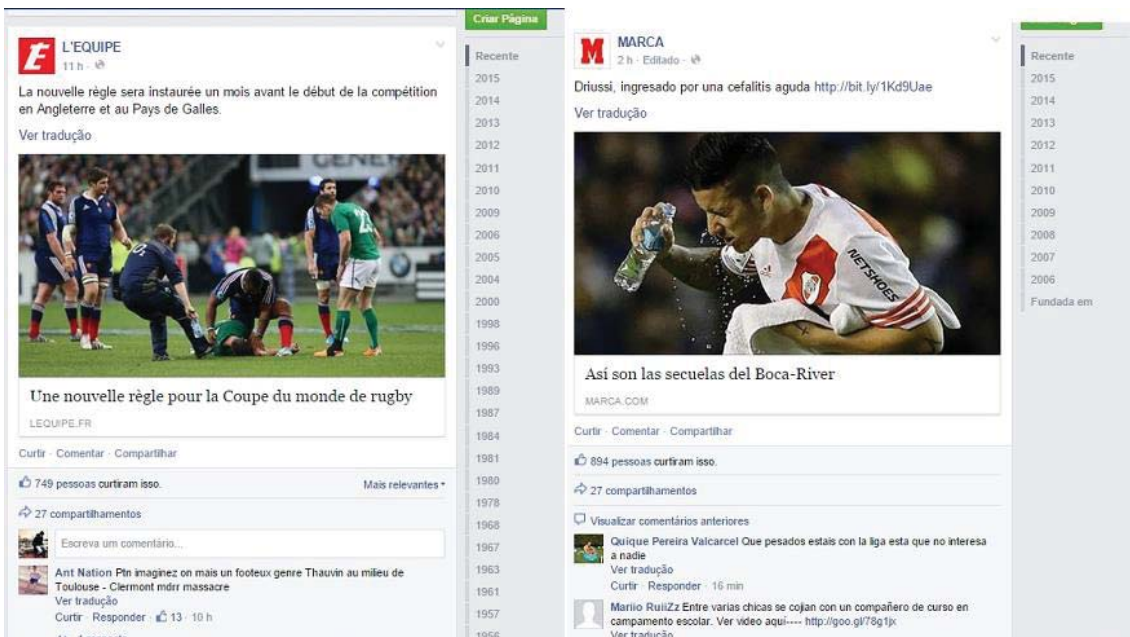 Criar Página
L'EQUIPE
11 h ·
La nouvelle règle sera instaurée un mois avant le début de la compétition
en Angleterre et au Pays de Galles.
Ver tradução
Une nouvelle règle pour la Coupe du monde de rugby
LEQUIPE.FR
Curtir · Comentar · Compartilhar
749 pessoas curtiram isso.
Mais relevantes
27 compartilhamentos
Escreva um comentário...
Ant Nation Ptn imaginez on mais un footeux genre Thauvin au milieu de
Toulouse - Clermont mdrr massacre
Ver tradução
Curtir · Responder · 13 · 10 h
Recente
2015
2014
2013
2012
2011
2010
2009
2006
2005
2004
2000
1998
1996
1993
1989
1987
1984
1981
1980
1978
1968
1967
1963
1961
1957
1956
MARCA
2 h · Editado ·
Driussi, ingresado por una cefalitis aguda http://bit.ly/1Kd9Uae
Ver tradução
NETSHOES
Así son las secuelas del Boca-River
MARCA.COM
Curtir · Comentar · Compartilhar
894 pessoas curtiram isso.
27 compartilhamentos
Visualizar comentários anteriores
Quique Pereira Valcarcel Que pesados estais con la liga esta que no interesa
a nadie
Ver tradução
Curtir · Responder · 16 min
Mariio RuiiZz Entre varias chicas se cojian con un compañero de curso en
campamento escolar. Ver video aquí---- http://goo.gl/78g1jx
Ver tradução
Recente
2015
2014
2013
2012
2011
2010
2009
2008
2007
2006
Fundada em